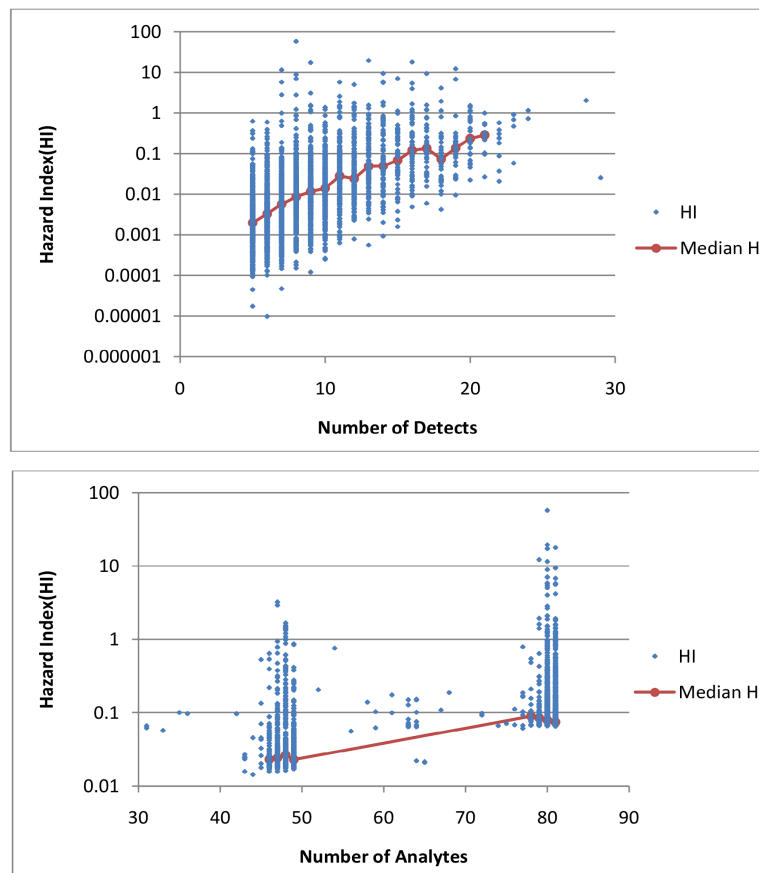 100
10
1
0.1
0.01
0.001
0.0001
0.00001
0.000001
Hazard Index(HI)
0 10 20 30
Number of Detects
HI
Median H
100
10
1
0.1
0.01
Hazard Index(HI)
30 40 50 60 70 80 90
Number of Analytes
HI
Median H